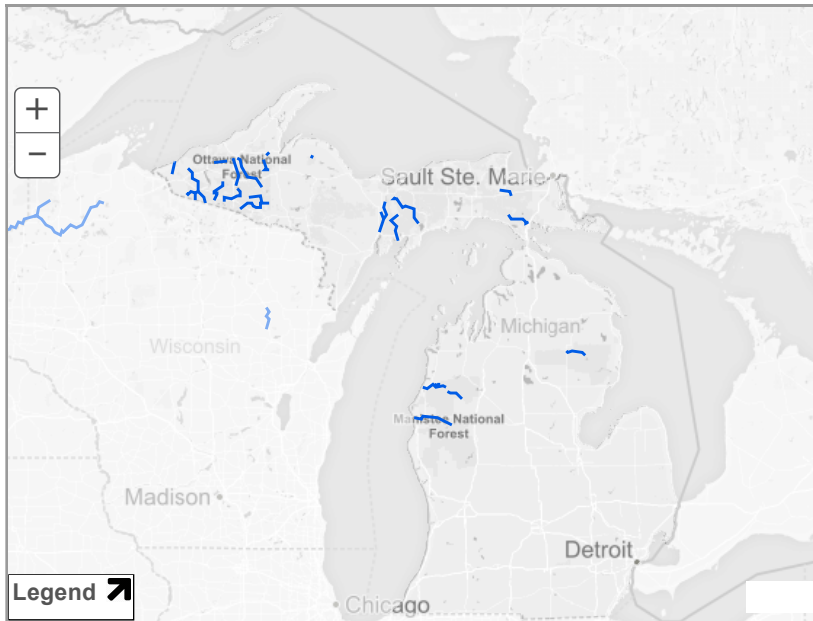 +
−
Ottawa National
Forest
Sault Ste. Marie
Michigan
Wisconsin
Manistee National
Forest
Madison
Detroit
Legend
Chicago